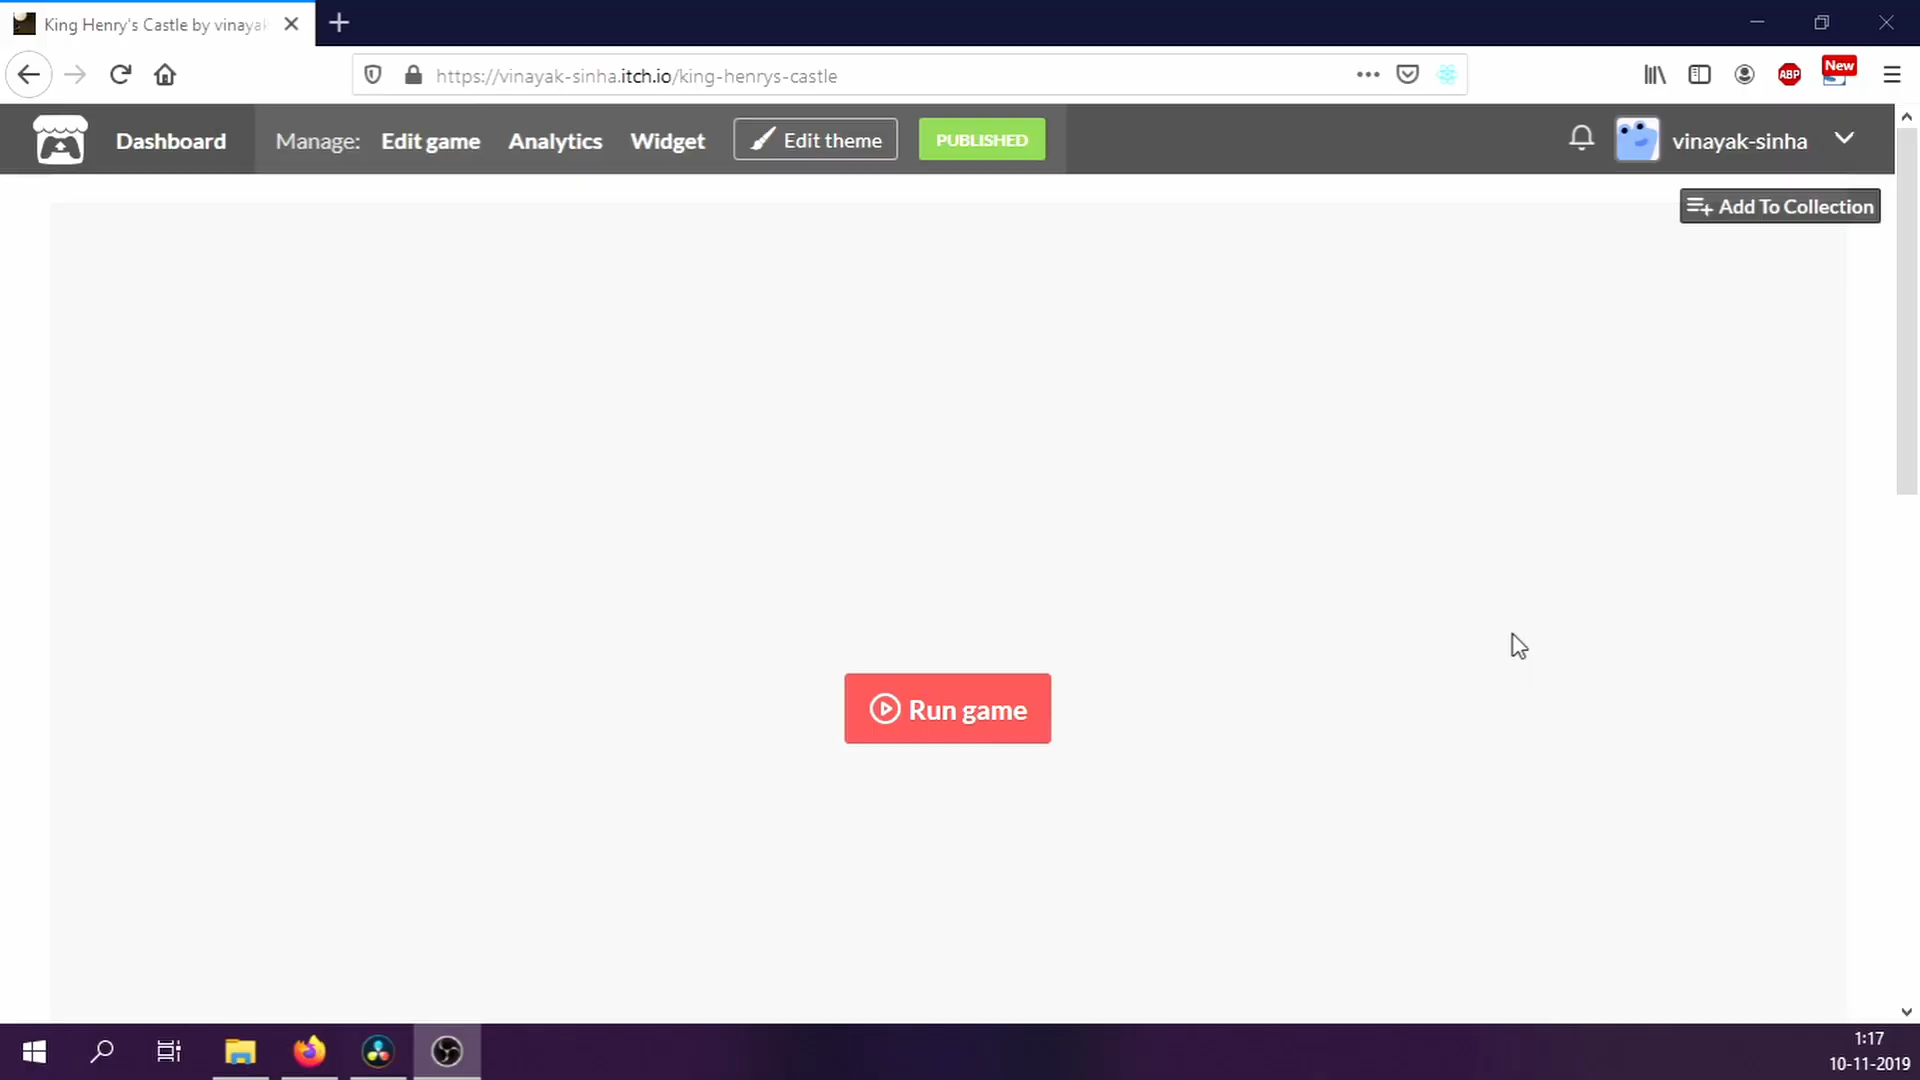 King Henry's Castle by vinayak
https://vinayak-sinha.itch.io/king-henrys-castle
ABP
New
Dashboard
Manage:
Edit game
Analytics
Widget
Edit theme
PUBLISHED
vinayak-sinha
Add To Collection
Run game
1:17
10-11-2019